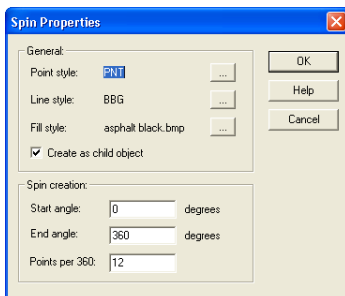 Spin Properties
General:
Point style: PNT ...
Line style: BBG ...
Fill style: asphalt black.bmp ...
Create as child object
OK
Help
Cancel
Spin creation:
Start angle: 0 degrees
End angle: 360 degrees
Points per 360: 12